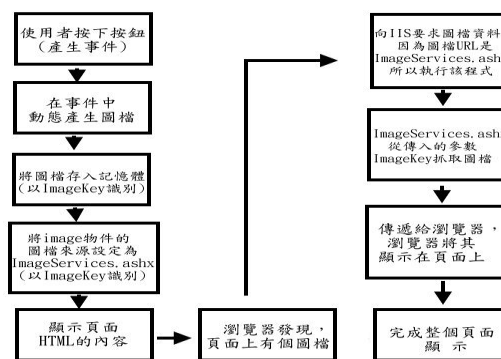 使用者按下按鈕
(產生事件)
在事件中
動態產生圖檔
將圖檔存入記憶體
(以ImageKey識別)
將image物件的
圖檔來源設定為
ImageServices.ashx
(以ImageKey識別)
顯示頁面
HTML的內容
瀏覽器發現，
頁面上有個圖檔
向IIS要求圖檔資料
因為圖檔URL是
ImageServices.ash
所以執行該程式
ImageServices.ash
從傳入的參數
ImageKey抓取圖檔
傳遞給瀏覽器，
瀏覽器將其
顯示在頁面上
完成整個頁面
顯 示